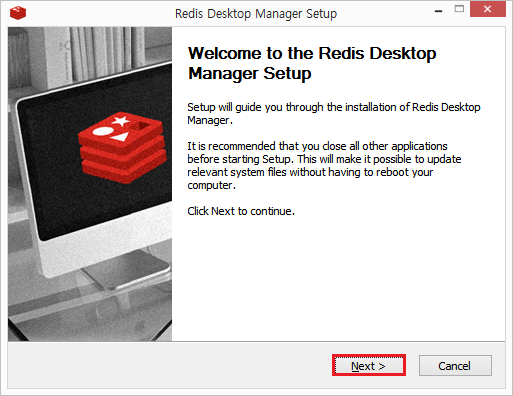 Redis Desktop Manager Setup
Welcome to the Redis Desktop
Manager Setup
Setup will guide you through the installation of Redis Desktop
Manager.
It is recommended that you close all other applications
before starting Setup. This will make it possible to update
relevant system files without having to reboot your
computer.
Click Next to continue.
Next >
Cancel